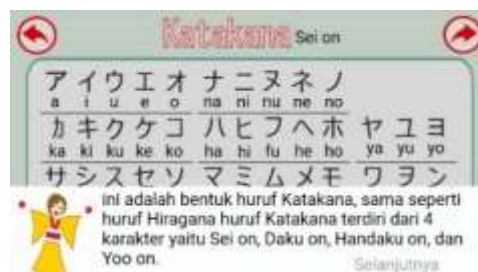 Katakana Sei on
ア イ ウ エ オ ナ ニ ヌ ネ ノ
a i u e o na ni nu ne no
カ キ ク ケ コ ハ ヒ フ ヘ ホ ヤ ユ ヨ
ka ki ku ke ko ha hi fu he ho ya yu yo
サ シ ス セ ソ マ ミ ム メ モ ワ ヲ ン
ini adalah bentuk huruf Katakana, sama seperti
huruf Hiragana huruf Katakana terdiri dari 4
karakter yaitu Sei on, Daku on, Handaku on, dan
Yoo on.
Selanjutnya